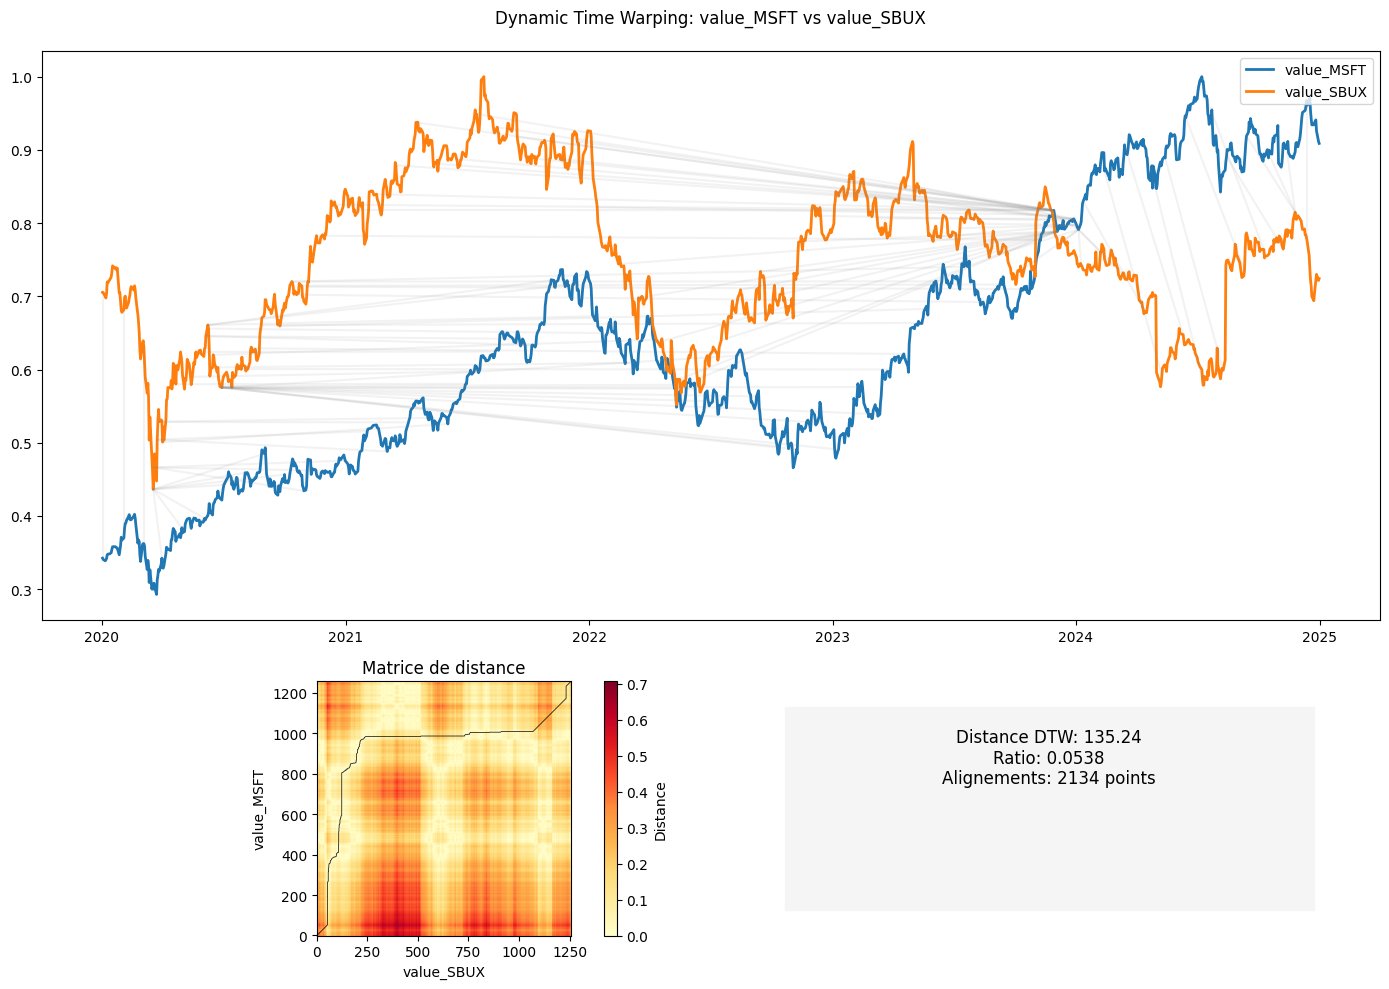 Dynamic Time Warping: value_MSFT vs value_SBUX
value_MSFT
value_SBUX
1.0
0.9
0.8
0.7
0.6
0.5
0.4
0.3
2020 2021 2022 2023 2024 2025
Matrice de distance
1200
1000
800
600
400
200
0
value_MSFT
0 250 500 750 1000 1250
value_SBUX
0.7
0.6
0.5
0.4
0.3
0.2
0.1
0.0
Distance
Distance DTW: 135.24
Ratio: 0.0538
Alignements: 2134 points